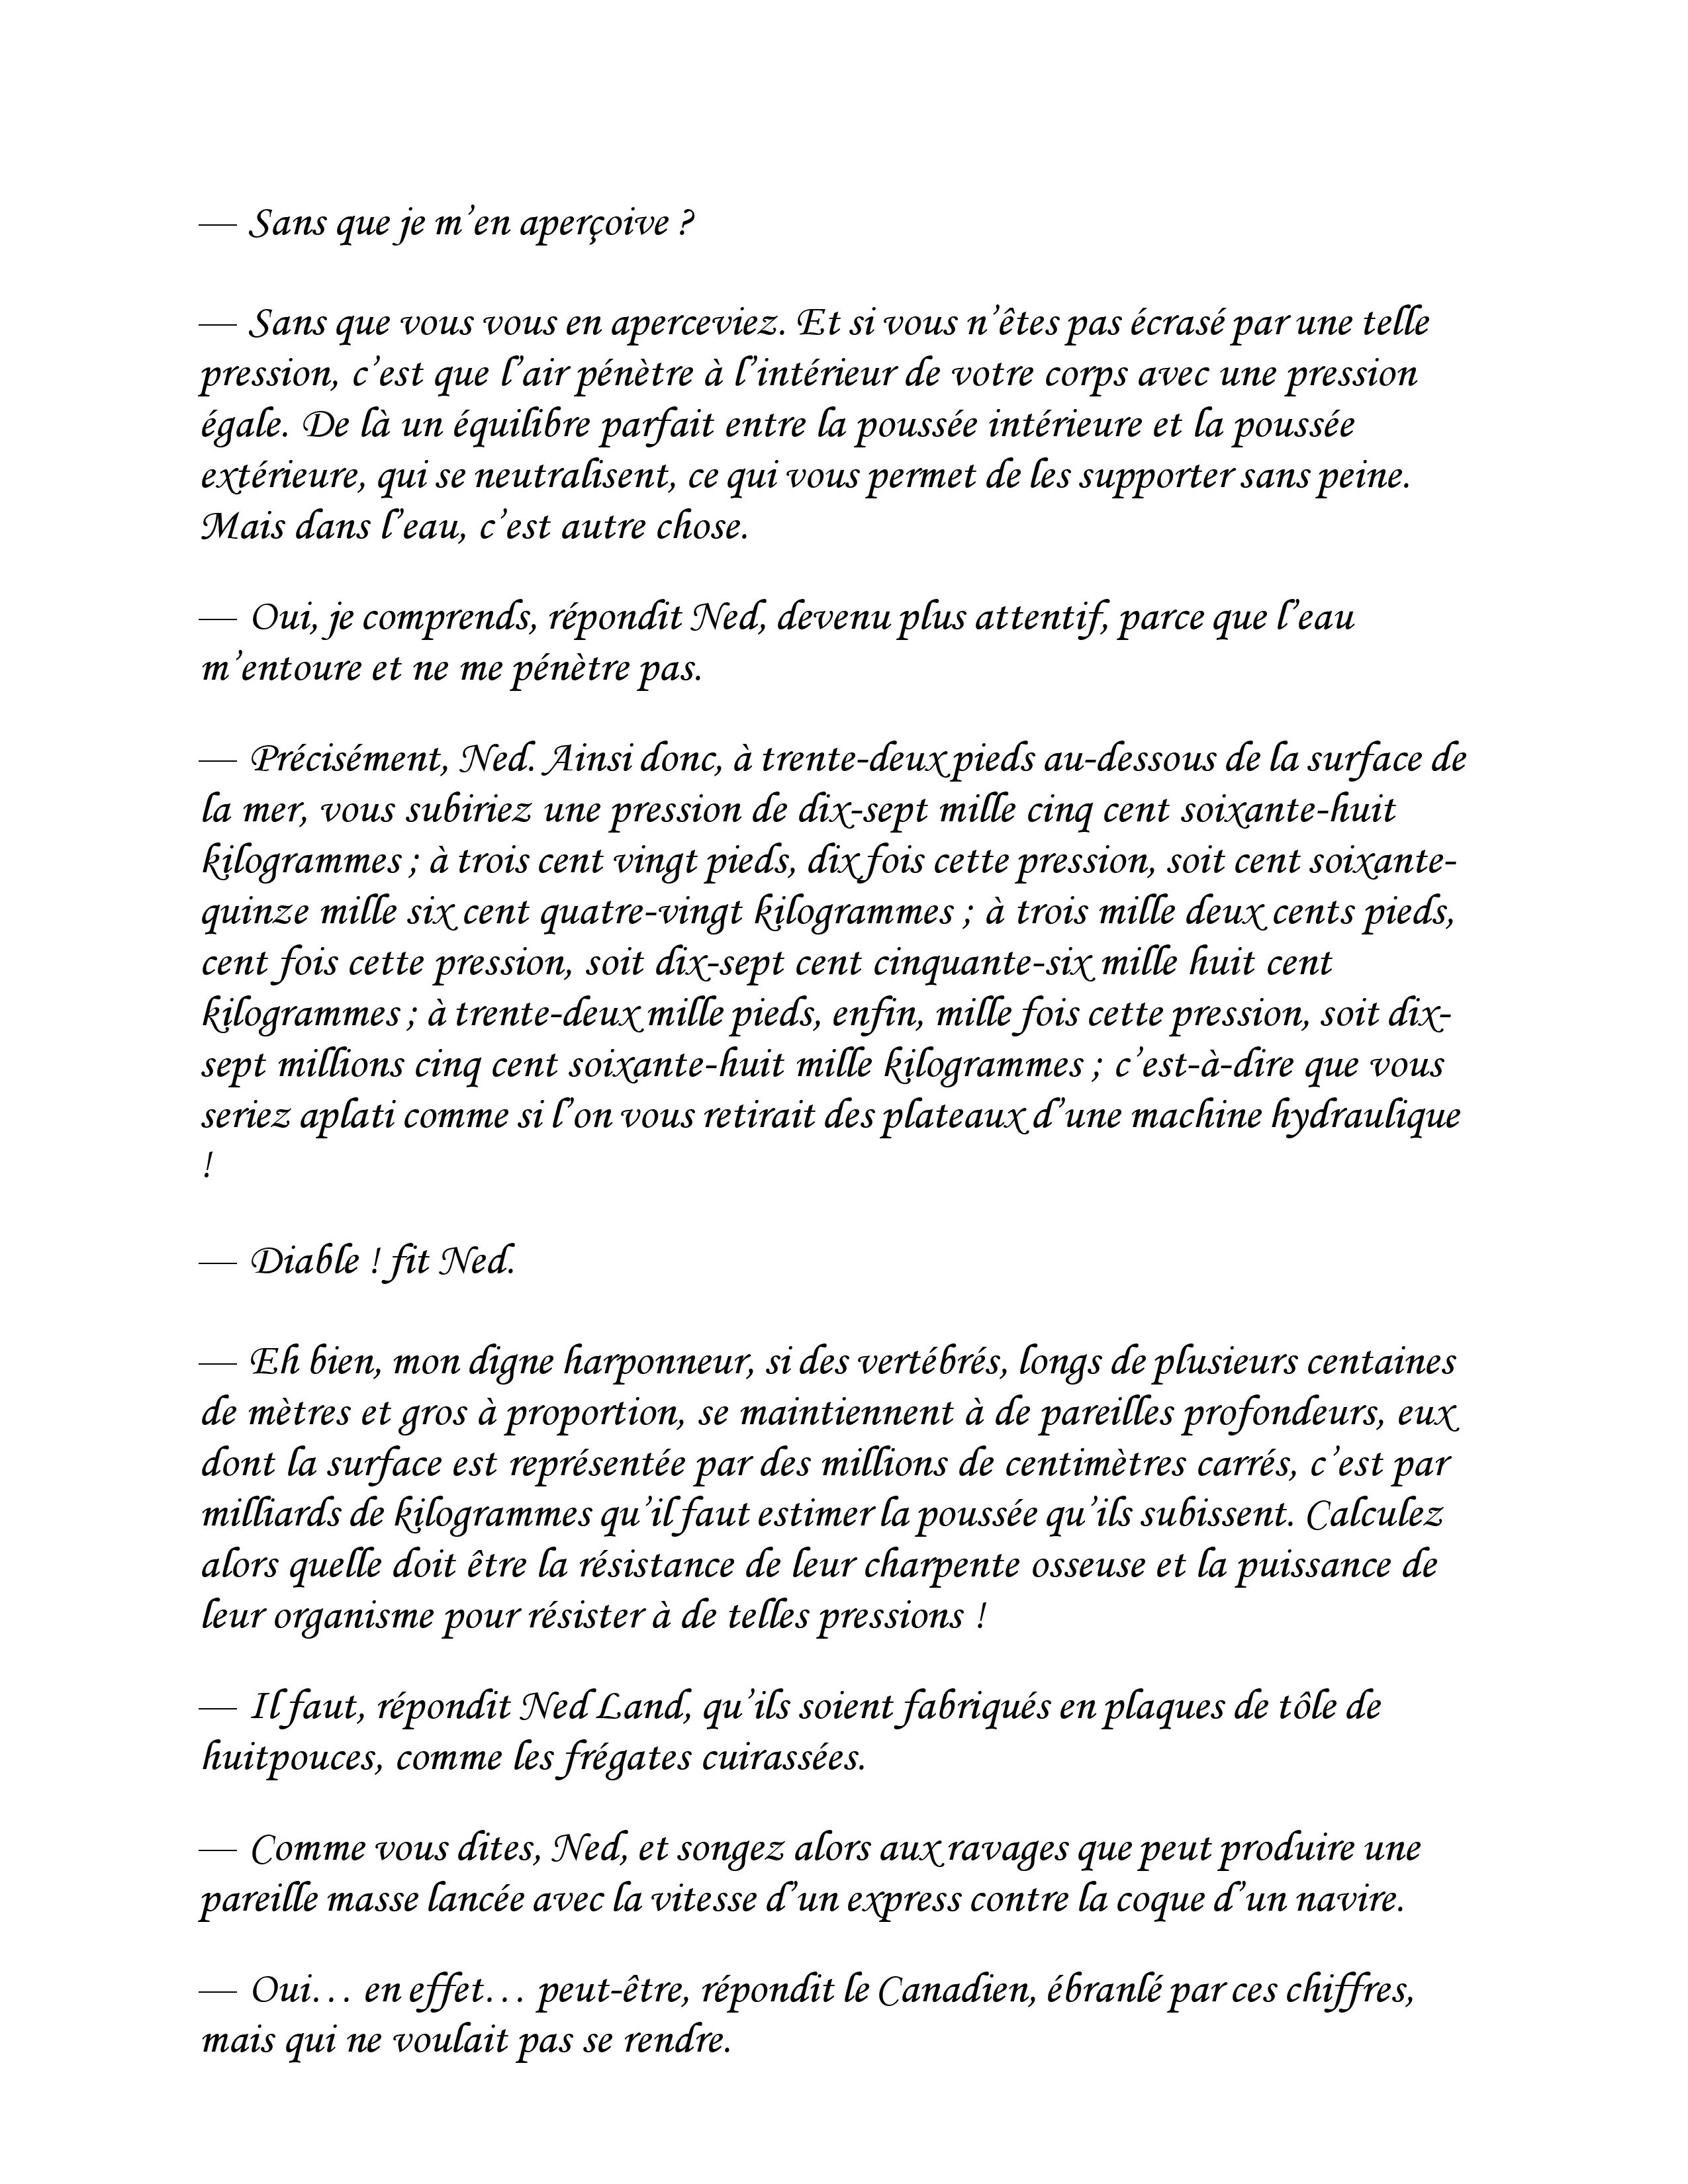 — Sans que je m’en aperçoive ?
— Sans que vous vous en aperceviez. Et si vous n’êtes pas écrasé par une telle
pression, c’est que l’air pénètre à l’intérieur de votre corps avec une pression
égale. De là un équilibre parfait entre la poussée intérieure et la poussée
extérieure, qui se neutralisent, ce qui vous permet de les supporter sans peine.
Mais dans l’eau, c’est autre chose.
— Oui, je comprends, répondit Ned, devenu plus attentif, parce que l’eau
m’entoure et ne me pénètre pas.
— Précisément, Ned. Ainsi donc, à trente-deux pieds au-dessous de la surface de
la mer, vous subiriez une pression de dix-sept mille cinq cent soixante-huit
kilogrammes ; à trois cent vingt pieds, dix fois cette pression, soit cent soixante-
quinze mille six cent quatre-vingt kilogrammes ; à trois mille deux cents pieds,
cent fois cette pression, soit dix-sept cent cinquante-six mille huit cent
kilogrammes ; à trente-deux mille pieds, enfin, mille fois cette pression, soit dix-
sept millions cinq cent soixante-huit mille kilogrammes ; c’est-à-dire que vous
seriez aplati comme si l’on vous retirait des plateaux d’une machine hydraulique
!
— Diable ! fit Ned.
— Eh bien, mon digne harponneur, si des vertébrés, longs de plusieurs centaines
de mètres et gros à proportion, se maintiennent à de pareilles profondeurs, eux
dont la surface est représentée par des millions de centimètres carrés, c’est par
milliards de kilogrammes qu’il faut estimer la poussée qu’ils subissent. Calculez
alors quelle doit être la résistance de leur charpente osseuse et la puissance de
leur organisme pour résister à de telles pressions !
— Il faut, répondit Ned Land, qu’ils soient fabriqués en plaques de tôle de
huitpouces, comme les frégates cuirassées.
— Comme vous dites, Ned, et songez alors aux ravages que peut produire une
pareille masse lancée avec la vitesse d’un express contre la coque d’un navire.
— Oui… en effet… peut-être, répondit le Canadien, ébranlé par ces chiffres,
mais qui ne voulait pas se rendre.